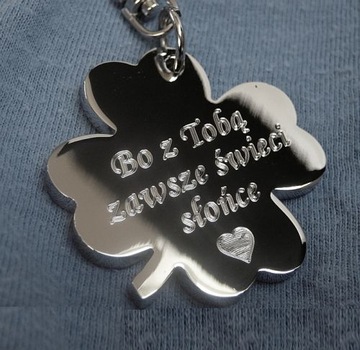 Bo z Tobą
zawsze świeci
słońce